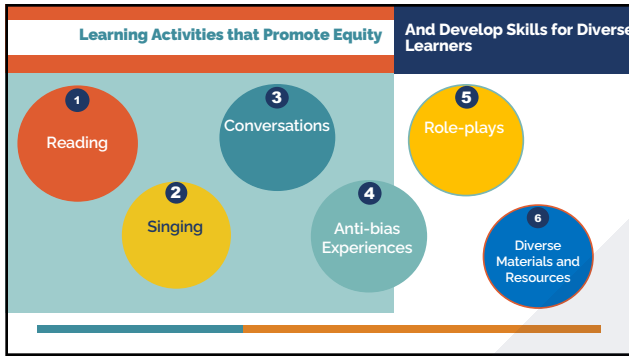 Learning Activities that Promote Equity
And Develop Skills for Diverse
Learners
1
Reading
2
Singing
3
Conversations
4
Anti-bias
Experiences
5
Role-plays
6
Diverse
Materials and
Resources